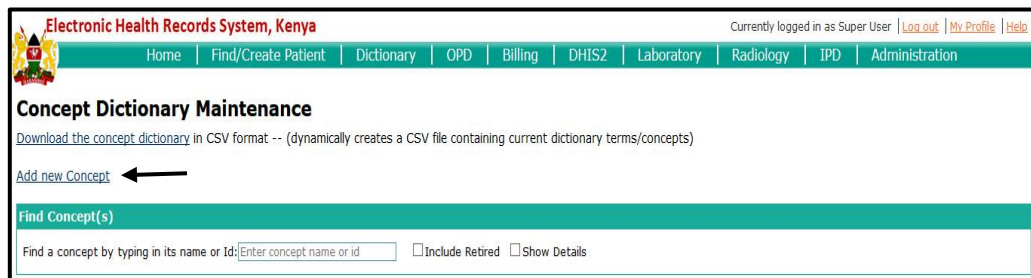 Electronic Health Records System, Kenya
Currently logged in as Super User | Log out | My Profile | Help
Home | Find/Create Patient | Dictionary | OPD | Billing | DHIS2 | Laboratory | Radiology | IPD | Administration
Concept Dictionary Maintenance
Download the concept dictionary in CSV format -- (dynamically creates a CSV file containing current dictionary terms/concepts)
Add new Concept
Find Concept(s)
Find a concept by typing in its name or Id: Enter concept name or id Include Retired Show Details